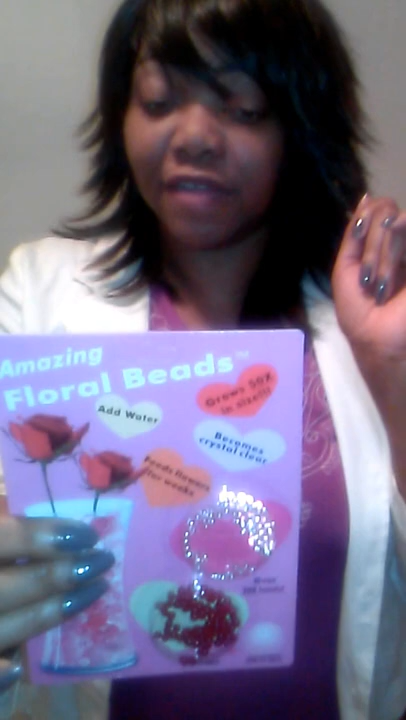 Amazing
Floral Beads™
Add Water
Grows 50X
in size!!!
Becomes
crystal clear
Feeds flowers
for weeks